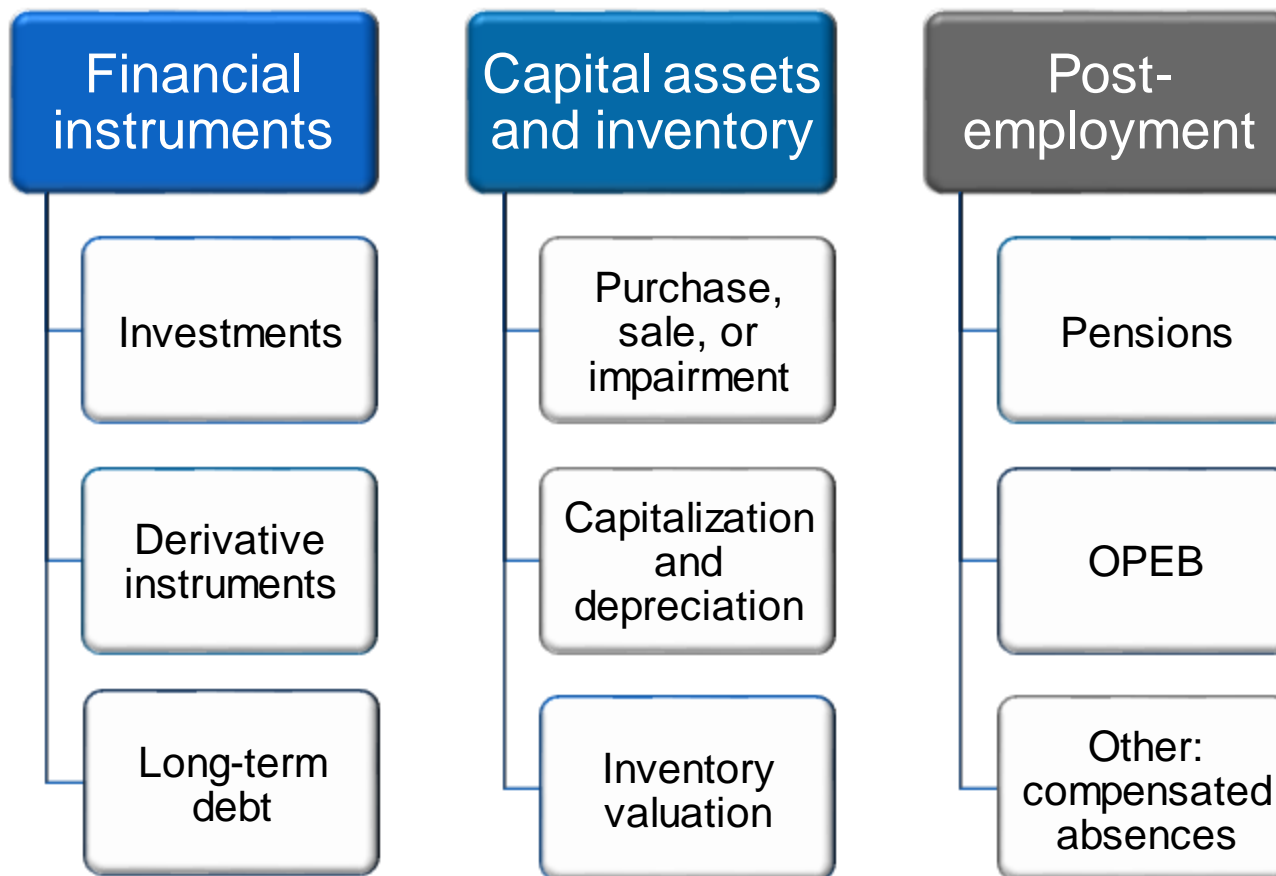 Financial
instruments
Investments
Derivative
instruments
Long-term
debt
Capital assets
and inventory
Purchase,
sale, or
impairment
Capitalization
and
depreciation
Inventory
valuation
Post-
employment
Pensions
OPEB
Other:
compensated
absences